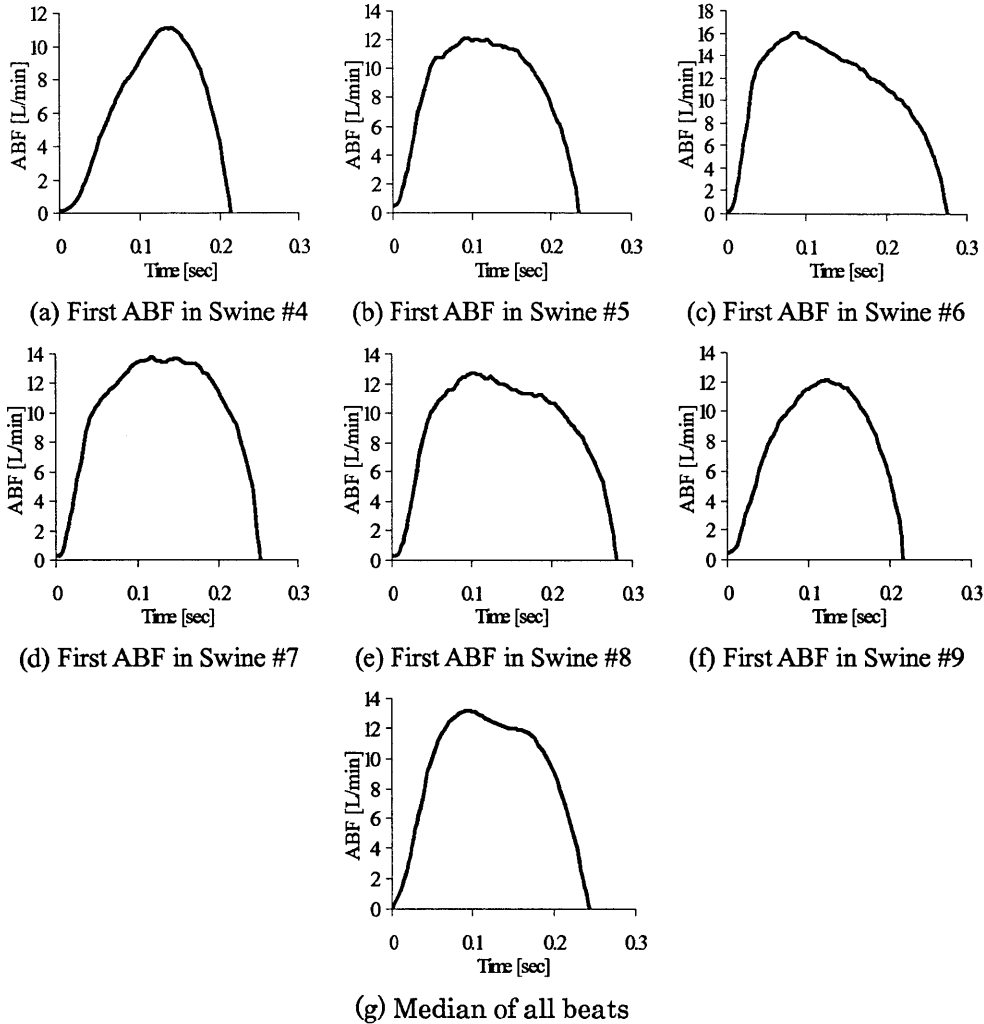 12
10
8
6
4
2
0
ABF [L/min]
0 0.1 0.2 0.3
Time [sec]
(a) First ABF in Swine #4
14
12
10
8
6
4
2
0
ABF [L/min]
0 0.1 0.2 0.3
Time [sec]
(b) First ABF in Swine #5
18
16
14
12
10
8
6
4
2
0
ABF [L/min]
0 0.1 0.2 0.3
Time [sec]
(c) First ABF in Swine #6
14
12
10
8
6
4
2
0
ABF [L/min]
0 0.1 0.2 0.3
Time [sec]
(d) First ABF in Swine #7
14
12
10
8
6
4
2
0
ABF [L/min]
0 0.1 0.2 0.3
Time [sec]
(e) First ABF in Swine #8
14
12
10
8
6
4
2
0
ABF [L/min]
0 0.1 0.2 0.3
Time [sec]
(f) First ABF in Swine #9
14
12
10
8
6
4
2
0
ABF [L/min]
0 0.1 0.2 0.3
Time [sec]
(g) Median of all beats